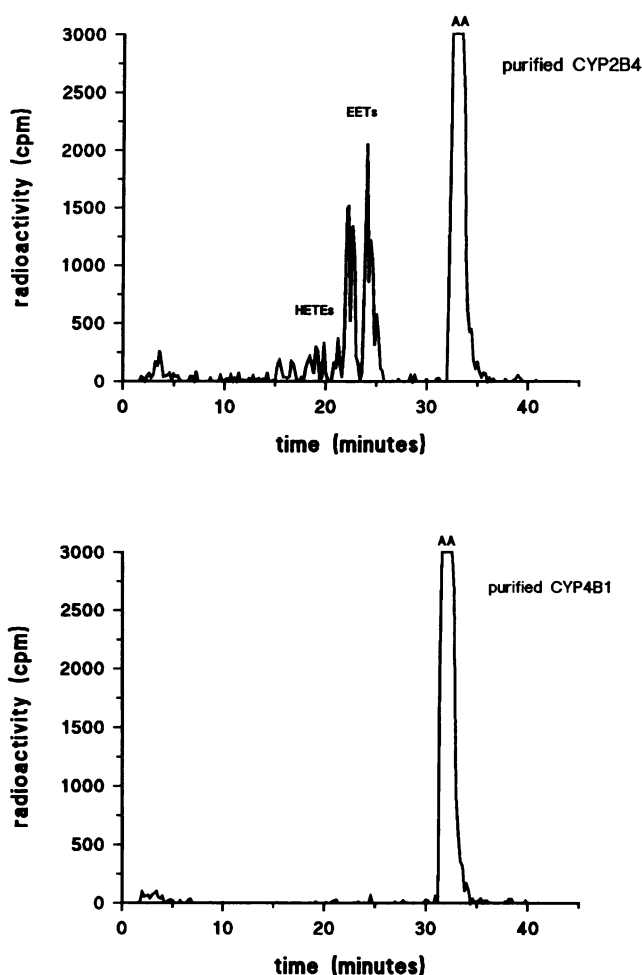 AA
3000
purified CYP2B4
2500
EETs
2000
radioactivity (cpm)
1500
1000
HETEs
500
0
0 10 20 30 40
time (minutes)
AA
3000
purified CYP4B1
2500
2000
radioactivity (cpm)
1500
1000
500
0
0 10 20 30 40
time (minutes)